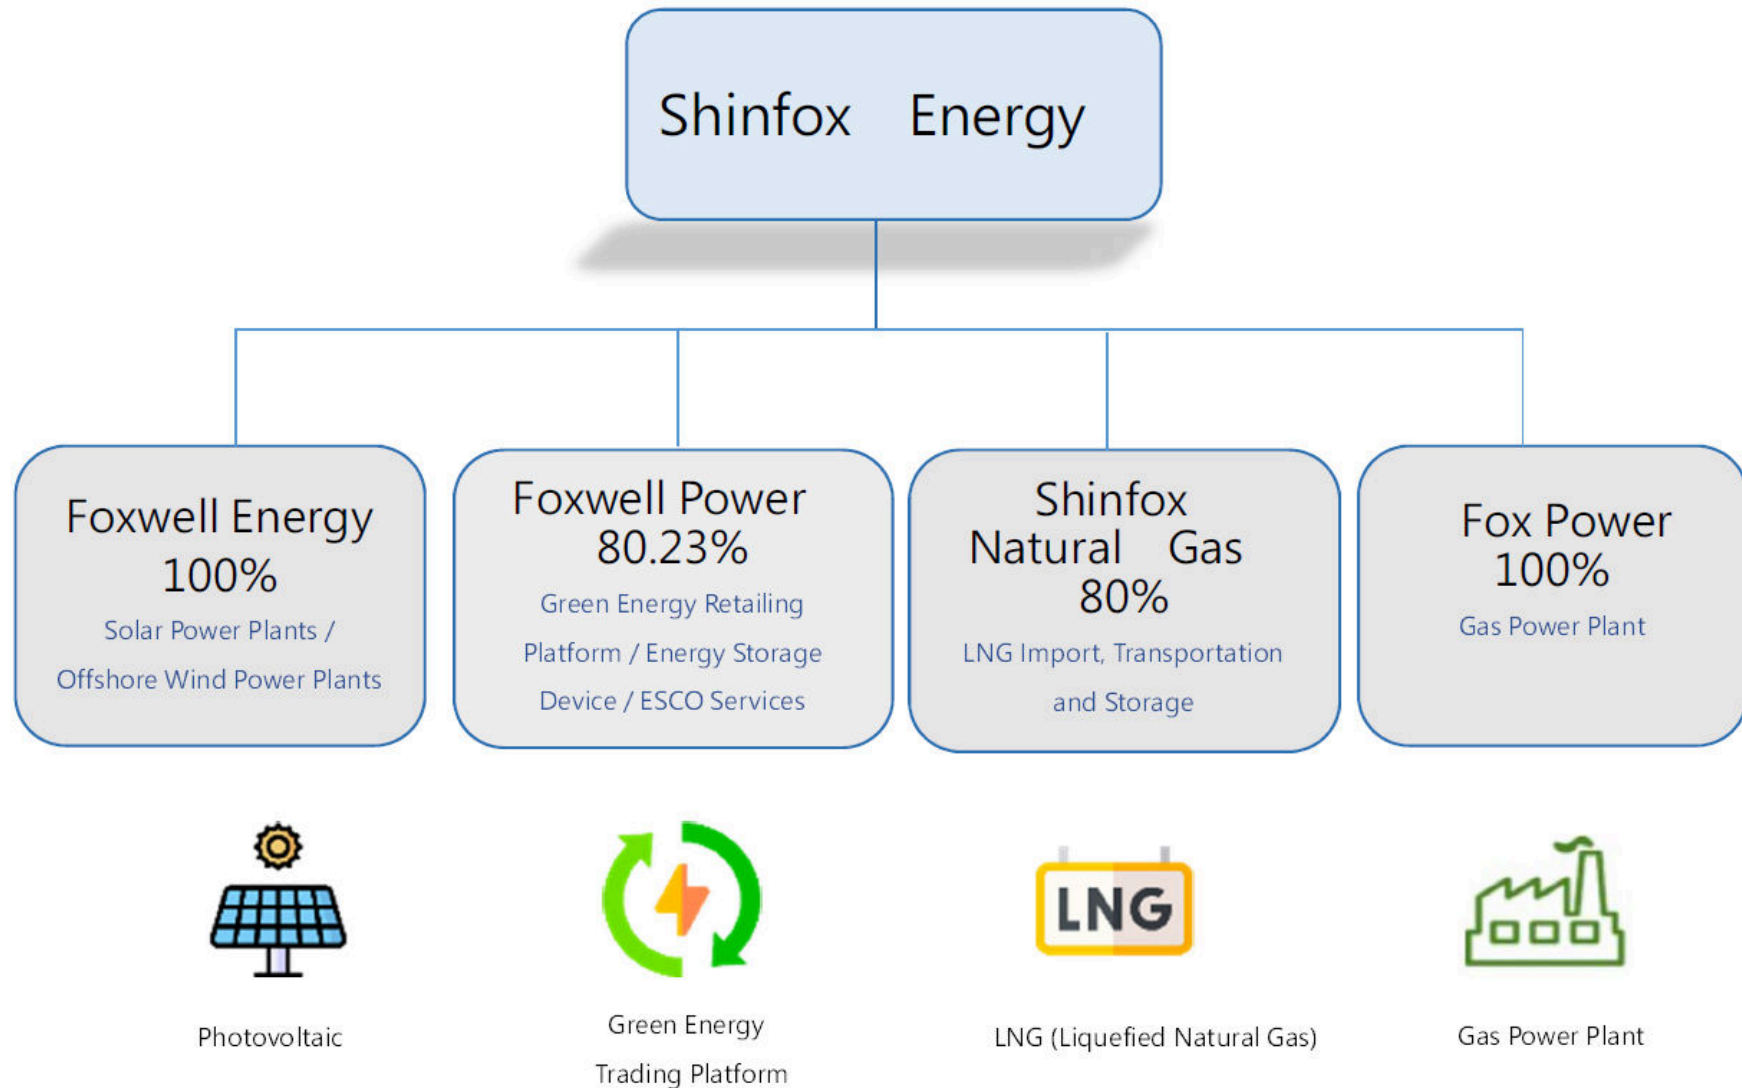 Shinfox Energy
Foxwell Energy
100%
Solar Power Plants /
Offshore Wind Power Plants
Foxwell Power
80.23%
Green Energy Retailing
Platform / Energy Storage
Device / ESCO Services
Shinfox
Natural Gas
80%
LNG Import, Transportation
and Storage
Fox Power
100%
Gas Power Plant
LNG
Photovoltaic
Green Energy
Trading Platform
LNG (Liquefied Natural Gas)
Gas Power Plant